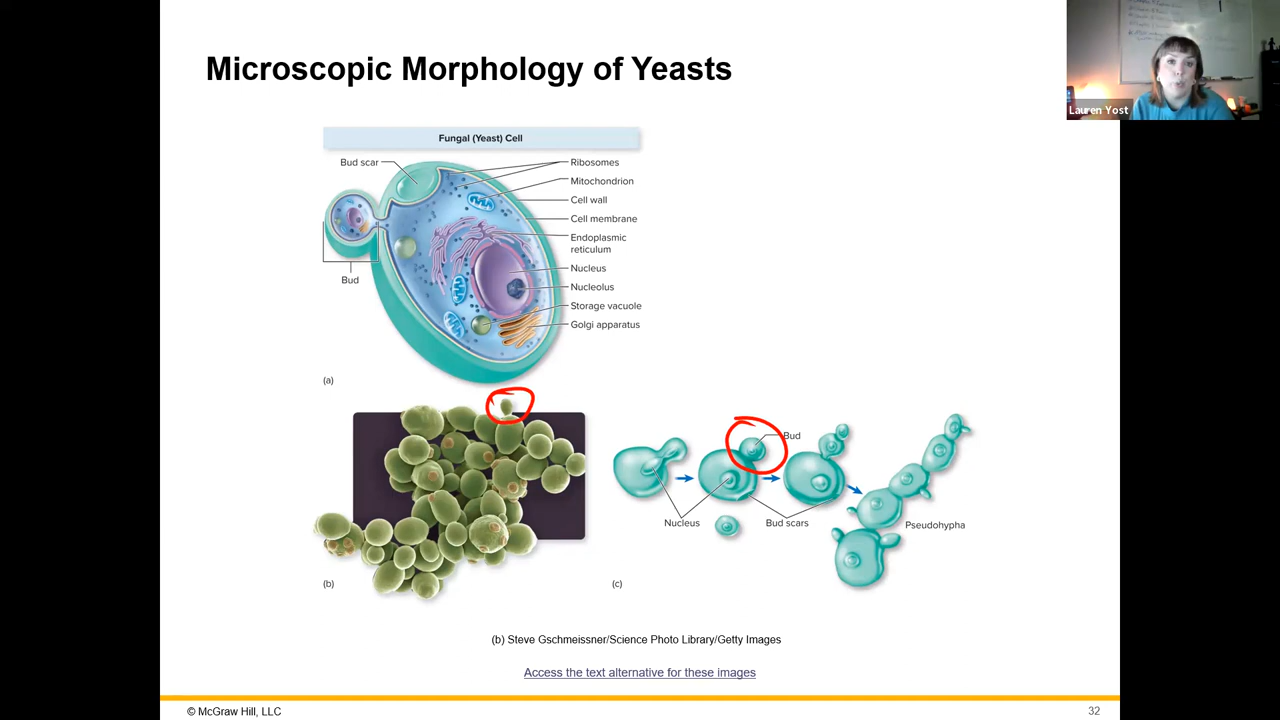 Microscopic Morphology of Yeasts
Lauren Yost
Fungal (Yeast) Cell
Bud scar
Ribosomes
Mitochondrion
Cell wall
Cell membrane
Endoplasmic
reticulum
Nucleus
Nucleolus
Storage vacuole
Golgi apparatus
Bud
(a)
(b)
Bud
Nucleus
Bud scars
Pseudohypha
(c)
(b) Steve Gschmeissner/Science Photo Library/Getty Images
Access the text alternative for these images
© McGraw Hill, LLC
32